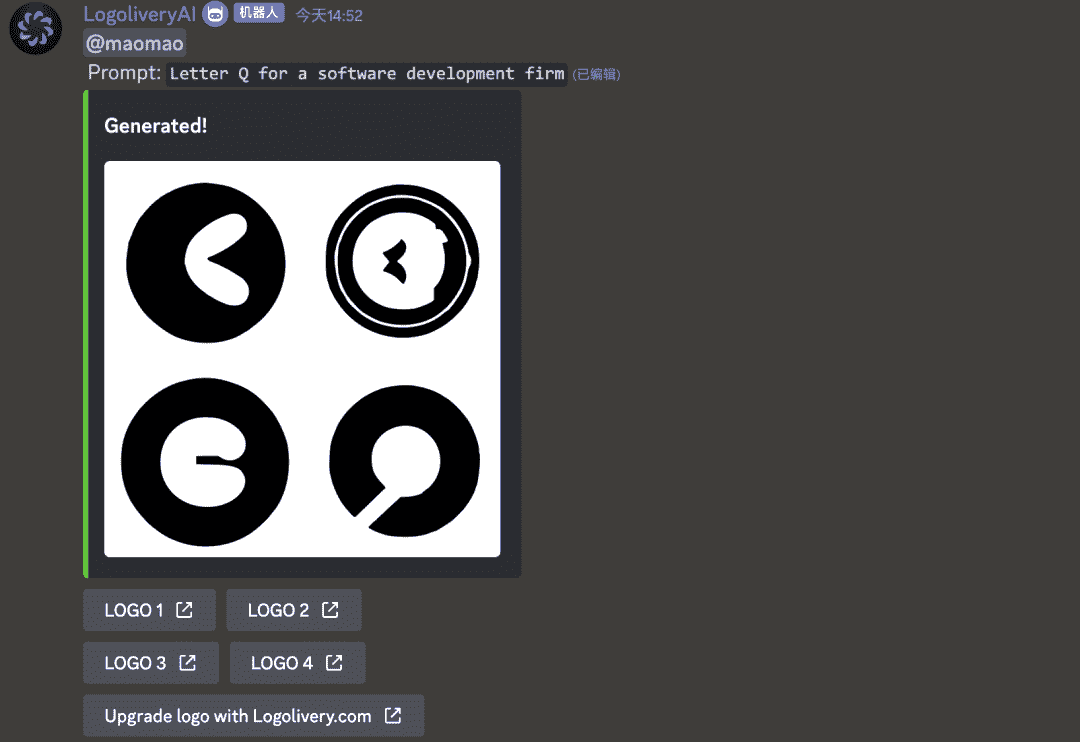 LogoliveryAI 机器人 今天14:52
@maomao
Prompt: Letter Q for a software development firm (已编辑)
Generated!
LOGO 1 LOGO 2
LOGO 3 LOGO 4
Upgrade logo with Logolivery.com